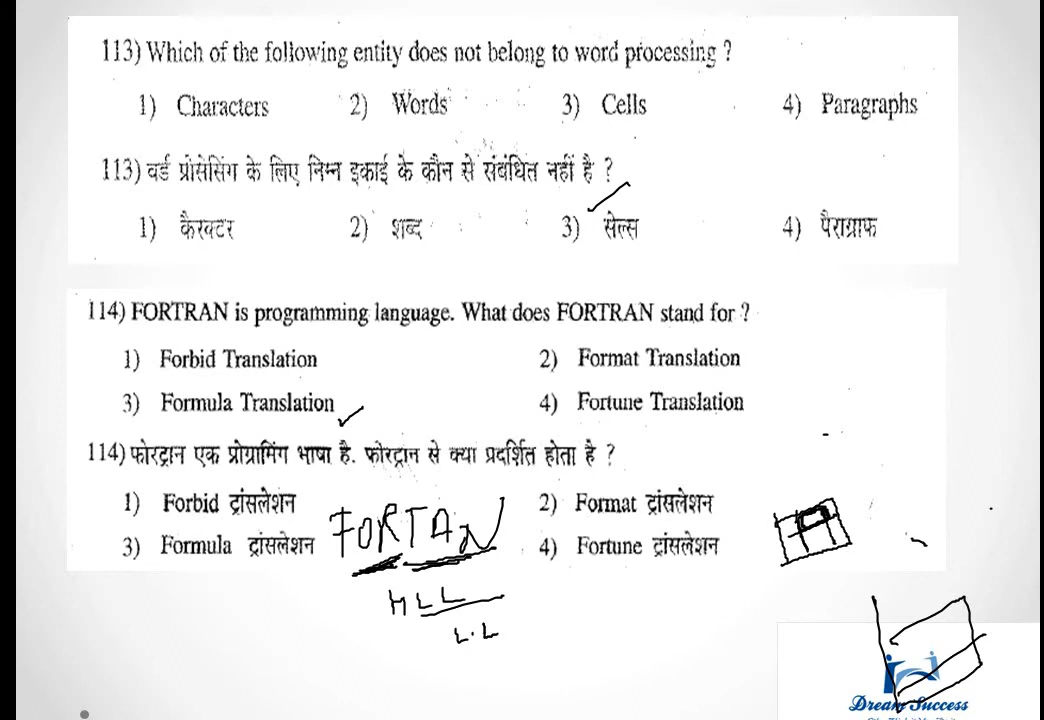 113) Which of the following entity does not belong to word processing ?
1) Characters 2) Words 3) Cells 4) Paragraphs
113) वर्ड प्रोसेसिंग के लिए निम्न इकाई के कौन से संबंधित नहीं है ?
1) कैरक्टर 2) शब्द 3) सेल्स 4) पैराग्राफ
114) FORTRAN is programming language. What does FORTRAN stand for ?
1) Forbid Translation 2) Format Translation
3) Formula Translation 4) Fortune Translation
114) फोरट्रान एक प्रोग्रामिंग भाषा है. फोरट्रान से क्या प्रदर्शित होता है ?
1) Forbid ट्रांसलेशन 2) Format ट्रांसलेशन
3) Formula ट्रांसलेशन 4) Fortune ट्रांसलेशन
FORTAN
HLL
L.L
Dream Success